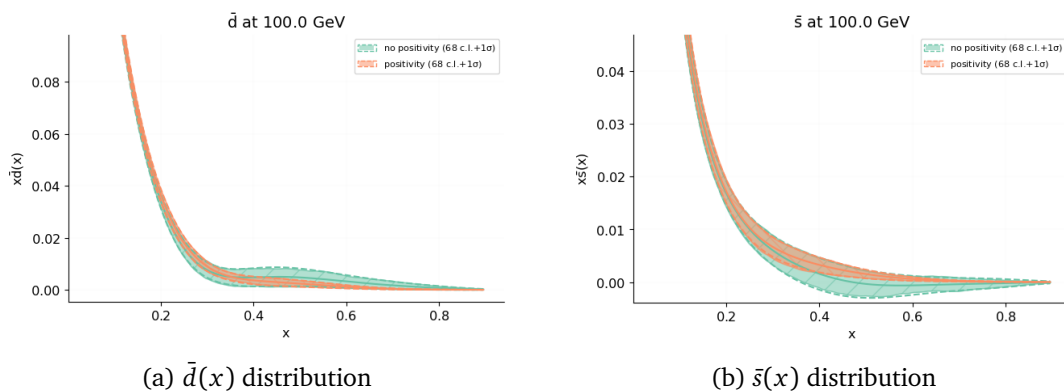 d̄ at 100.0 GeV
no positivity (68 c.l.+1σ)
positivity (68 c.l.+1σ)
0.08
0.06
0.04
0.02
0.00
xd̄(x)
0.2 0.4 0.6 0.8
x
(a) d̄(x) distribution
s̄ at 100.0 GeV
no positivity (68 c.l.+1σ)
positivity (68 c.l.+1σ)
0.04
0.03
0.02
0.01
0.00
xs̄(x)
0.2 0.4 0.6 0.8
x
(b) s̄(x) distribution